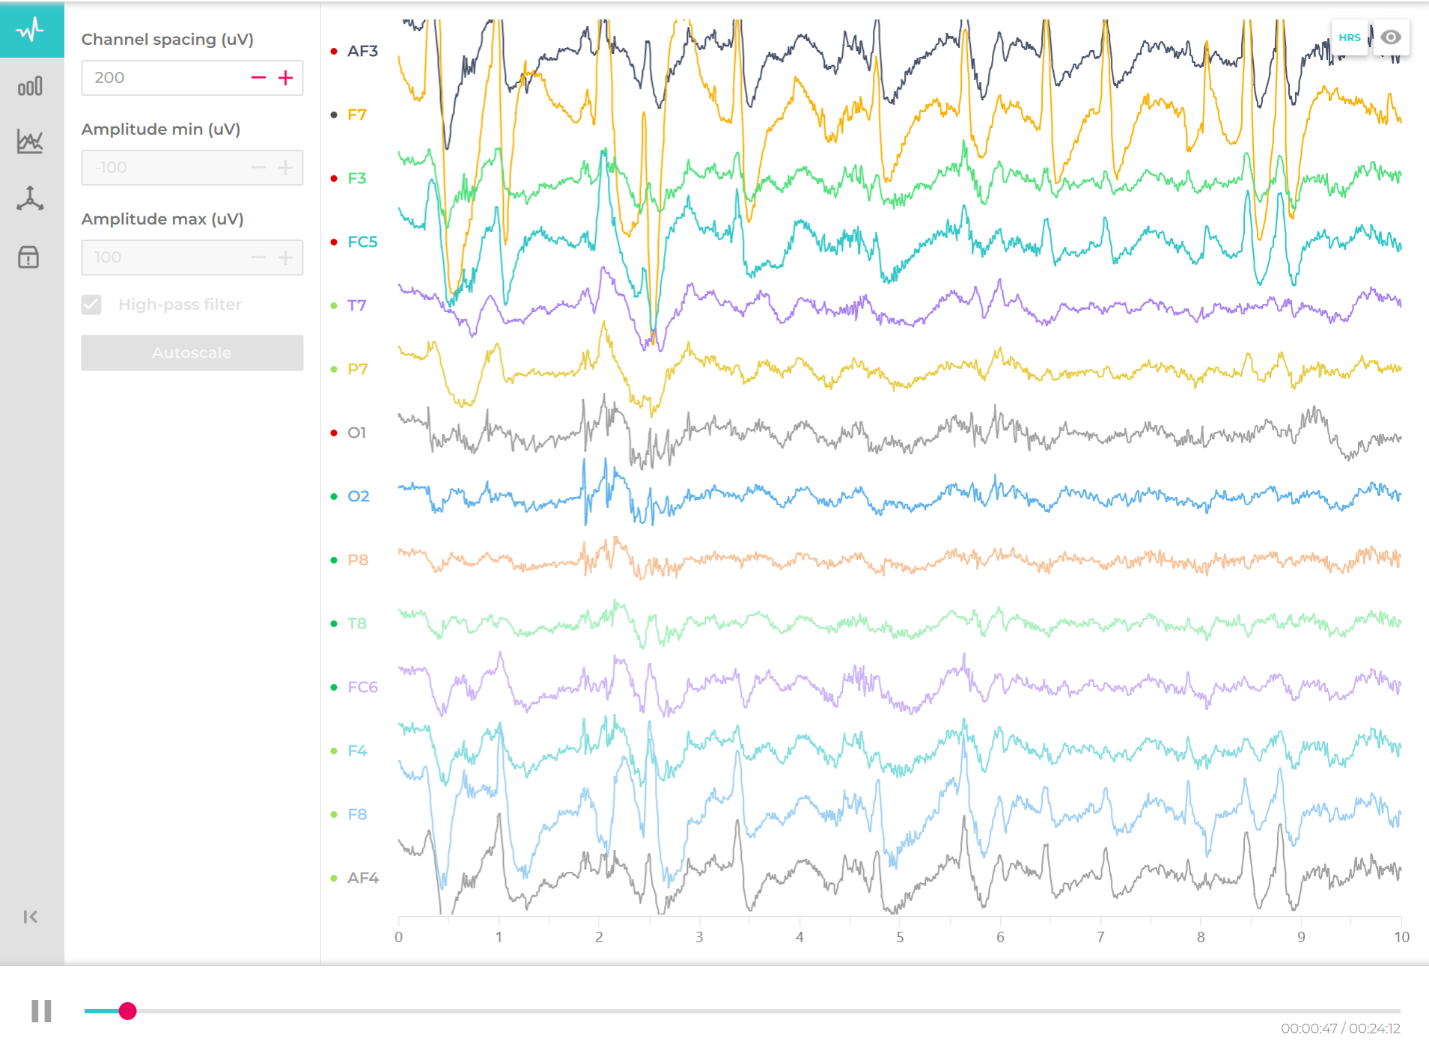 Channel spacing (uV)
200
Amplitude min (uV)
-100
Amplitude max (uV)
100
High-pass filter
Autoscale
HRS
AF3
F7
F3
FC5
T7
P7
O1
O2
P8
T8
FC6
F4
F8
AF4
0 1 2 3 4 5 6 7 8 9 10
00:00:47 / 00:24:12